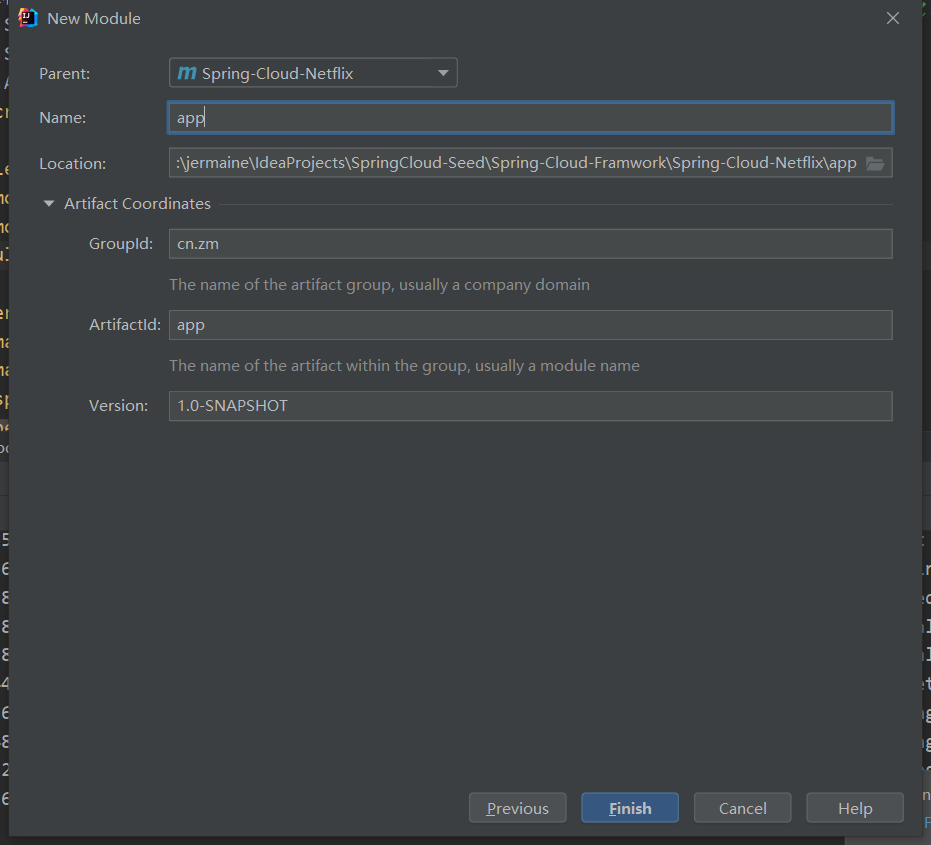 New Module
Parent: m Spring-Cloud-Netflix
Name: app
Location: :\jermaine\IdeaProjects\SpringCloud-Seed\Spring-Cloud-Framwork\Spring-Cloud-Netflix\app
Artifact Coordinates
GroupId: cn.zm
The name of the artifact group, usually a company domain
ArtifactId: app
The name of the artifact within the group, usually a module name
Version: 1.0-SNAPSHOT
Previous Finish Cancel Help